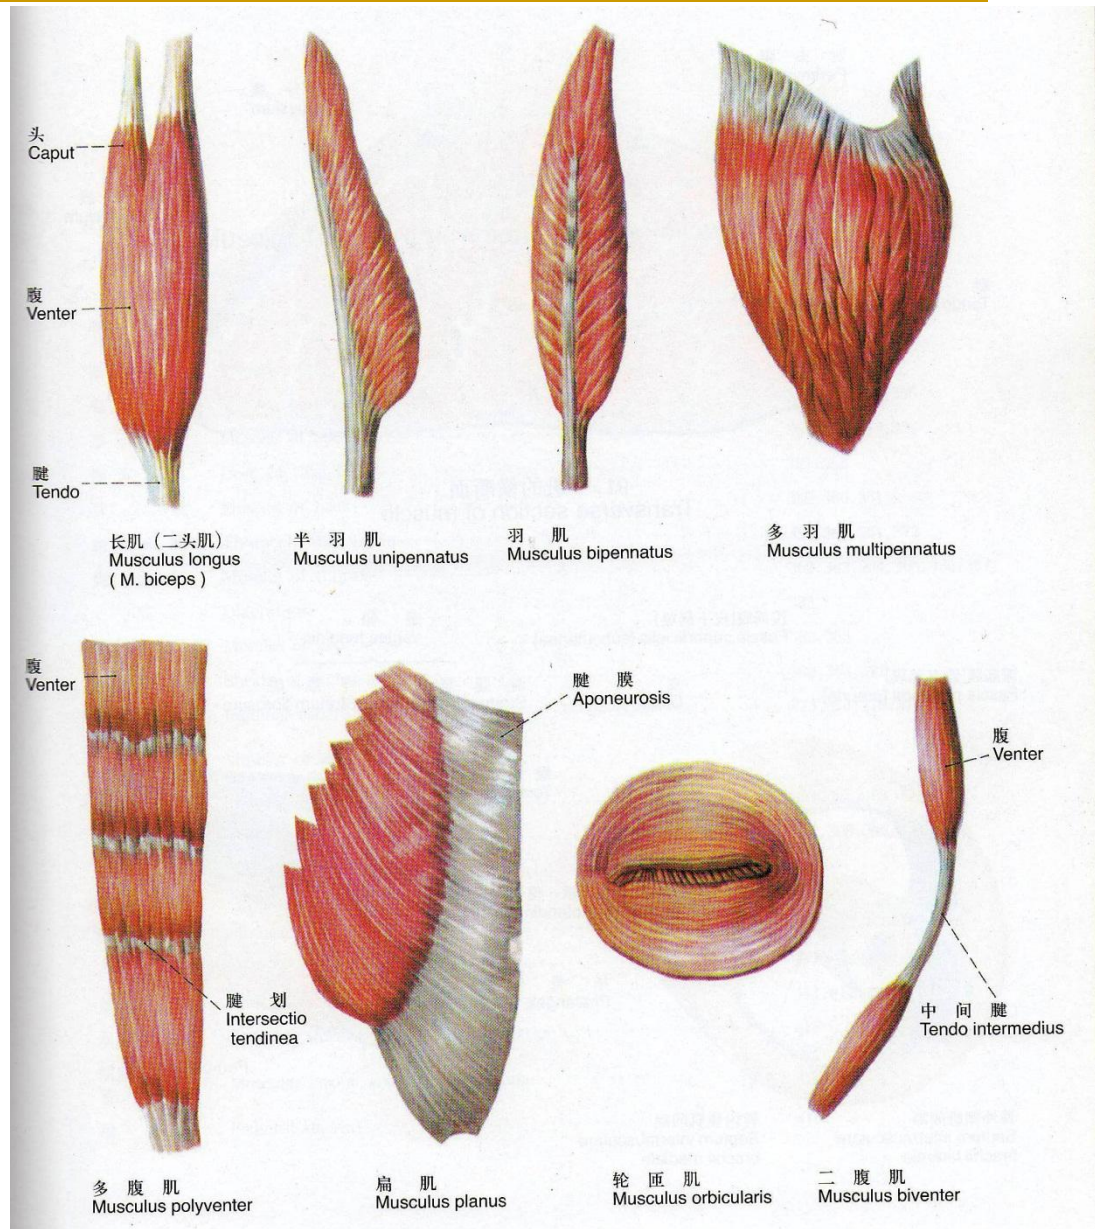 头
Caput
腹
Venter
腱
Tendo
长肌 (二头肌)
Musculus longus
( M. biceps )
半 羽 肌
Musculus unipennatus
羽 肌
Musculus bipennatus
多 羽 肌
Musculus multipennatus
腹
Venter
腱 划
Intersectio
tendinea
腱 膜
Aponeurosis
腹
Venter
中 间 腱
Tendo intermedius
多 腹 肌
Musculus polyventer
扁 肌
Musculus planus
轮 匝 肌
Musculus orbicularis
二 腹 肌
Musculus biventer